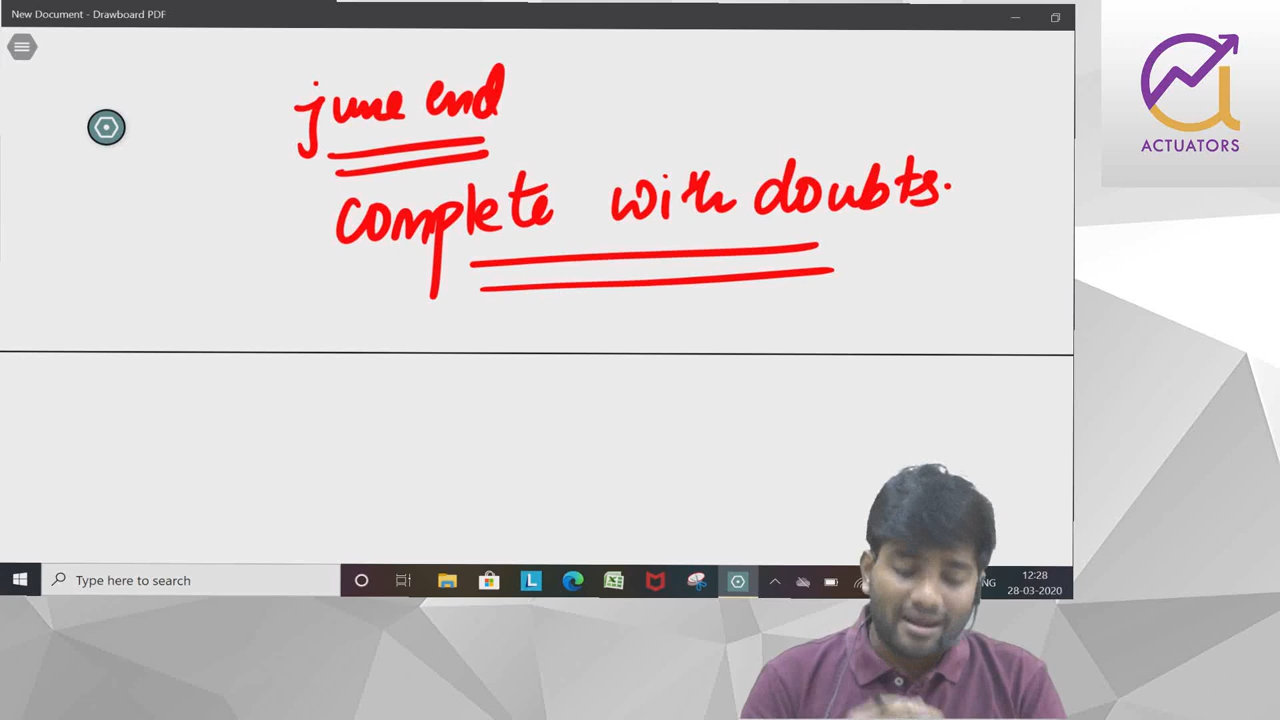 New Document - Drawboard PDF
june end
complete with doubts.
ACTUATORS
Type here to search
NG
12:28
28-03-2020